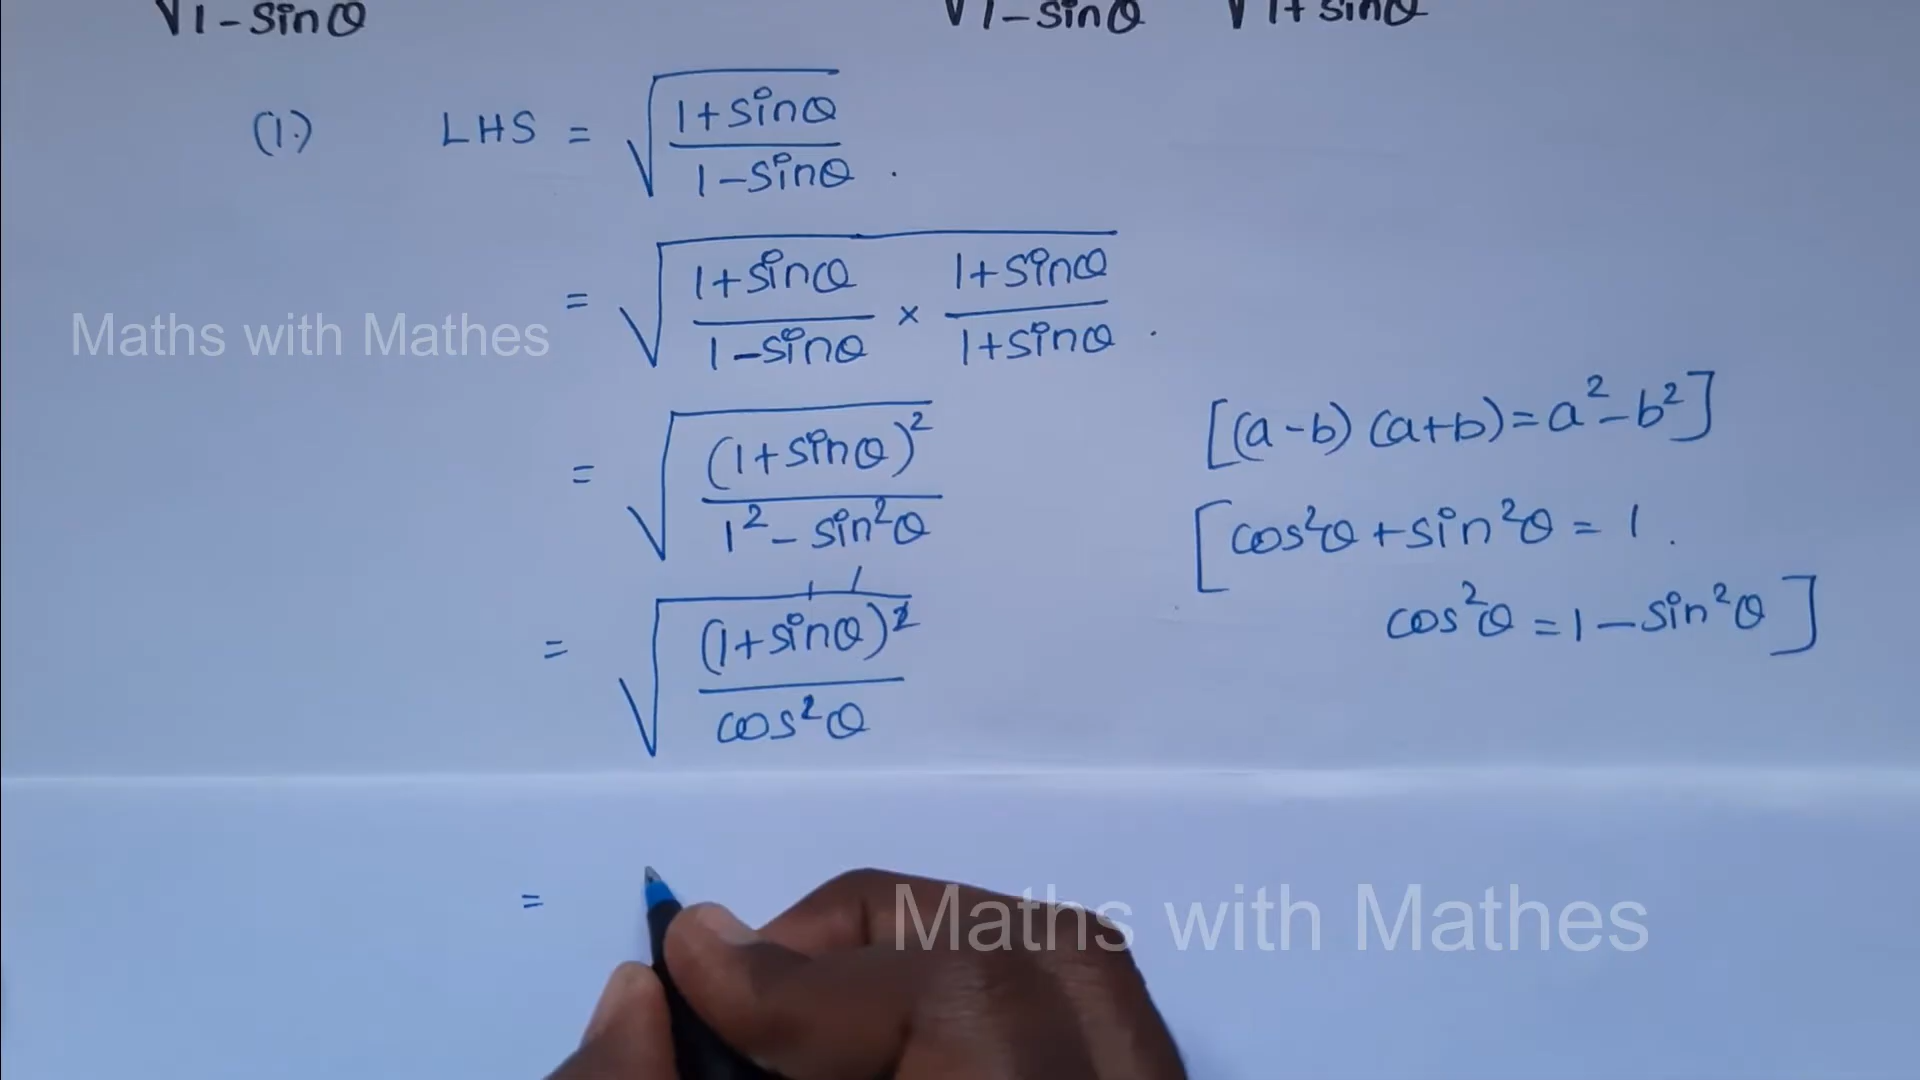 √1-sinθ √1-sinθ √1+sinθ
(1.) LHS = √(1+sinθ / 1-sinθ).
= √(1+sinθ / 1-sinθ × 1+sinθ / 1+sinθ).
Maths with Mathes
= √((1+sinθ)² / 1²-sin²θ)
[(a-b)(a+b)=a²-b²]
[cos²θ+sin²θ=1.
cos²θ=1-sin²θ]
= √((1+sinθ)² / cos²θ)
=
Maths with Mathes